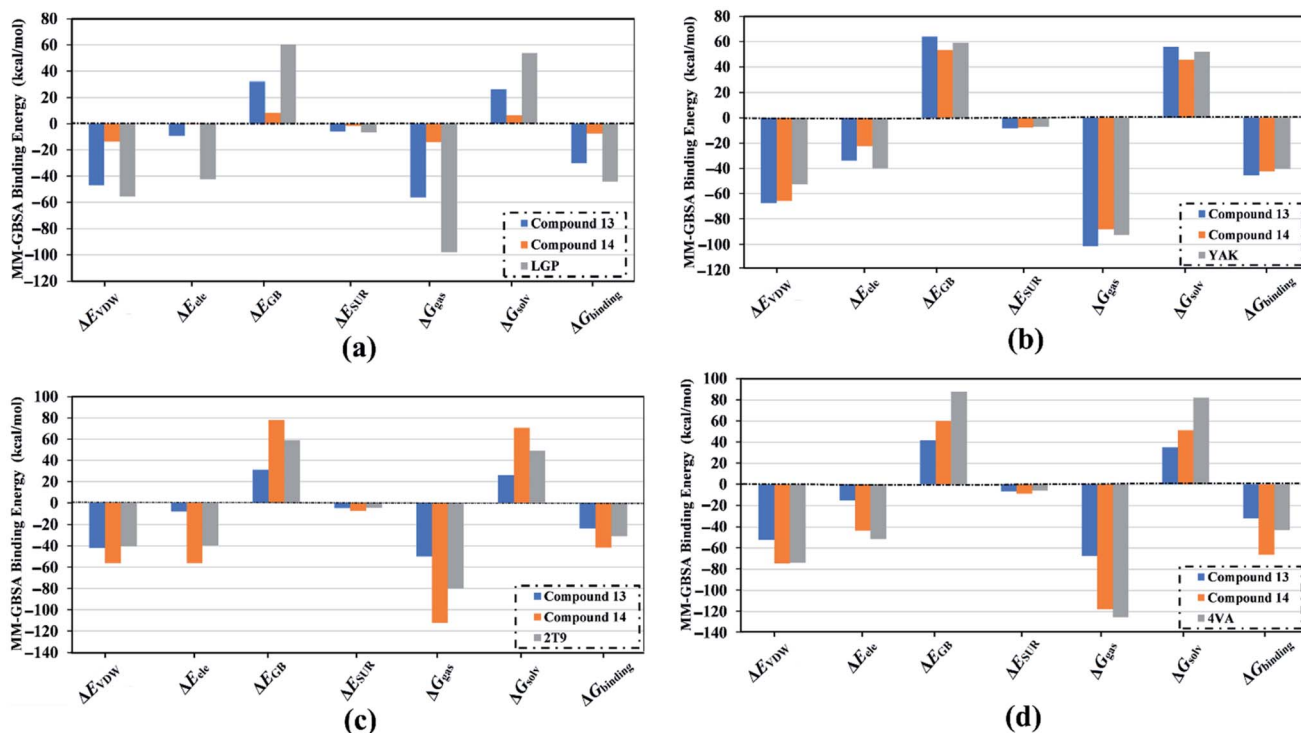 MM-GBSA Binding Energy (kcal/mol)
80
60
40
20
0
−20
−40
−60
−80
−100
−120
Compound 13
Compound 14
LGP
ΔEVDW
ΔEele
ΔEGB
ΔESUR
ΔGgas
ΔGsolv
ΔGbinding
(a)
MM-GBSA Binding Energy (kcal/mol)
80
60
40
20
0
−20
−40
−60
−80
−100
−120
Compound 13
Compound 14
YAK
ΔEVDW
ΔEele
ΔEGB
ΔESUR
ΔGgas
ΔGsolv
ΔGbinding
(b)
MM-GBSA Binding Energy (kcal/mol)
100
80
60
40
20
0
−20
−40
−60
−80
−100
−120
−140
Compound 13
Compound 14
2T9
ΔEVDW
ΔEele
ΔEGB
ΔESUR
ΔGgas
ΔGsolv
ΔGbinding
(c)
MM-GBSA Binding Energy (kcal/mol)
100
80
60
40
20
0
−20
−40
−60
−80
−100
−120
−140
Compound 13
Compound 14
4VA
ΔEVDW
ΔEele
ΔEGB
ΔESUR
ΔGgas
ΔGsolv
ΔGbinding
(d)